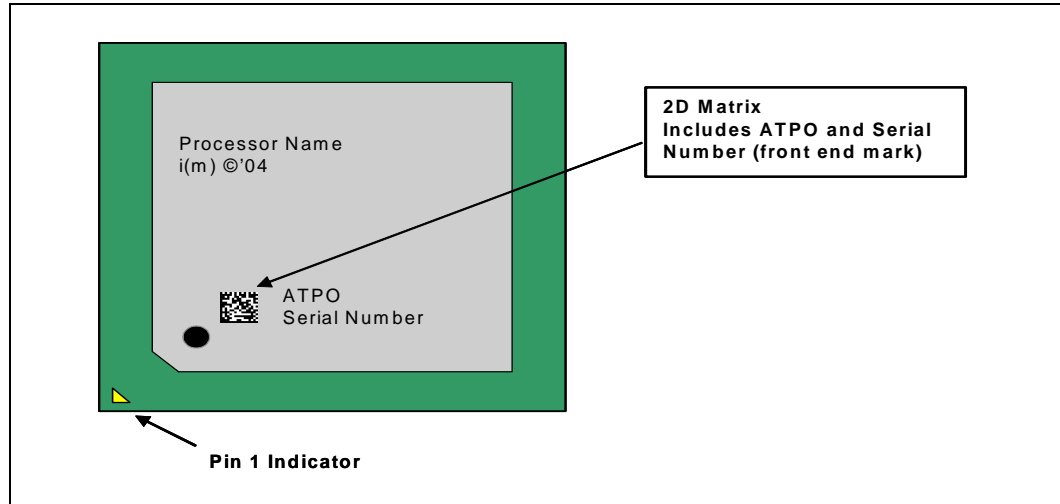 Processor Name
i(m) ©'04
2D Matrix
Includes ATPO and Serial
Number (front end mark)
ATPO
Serial Number
Pin 1 Indicator